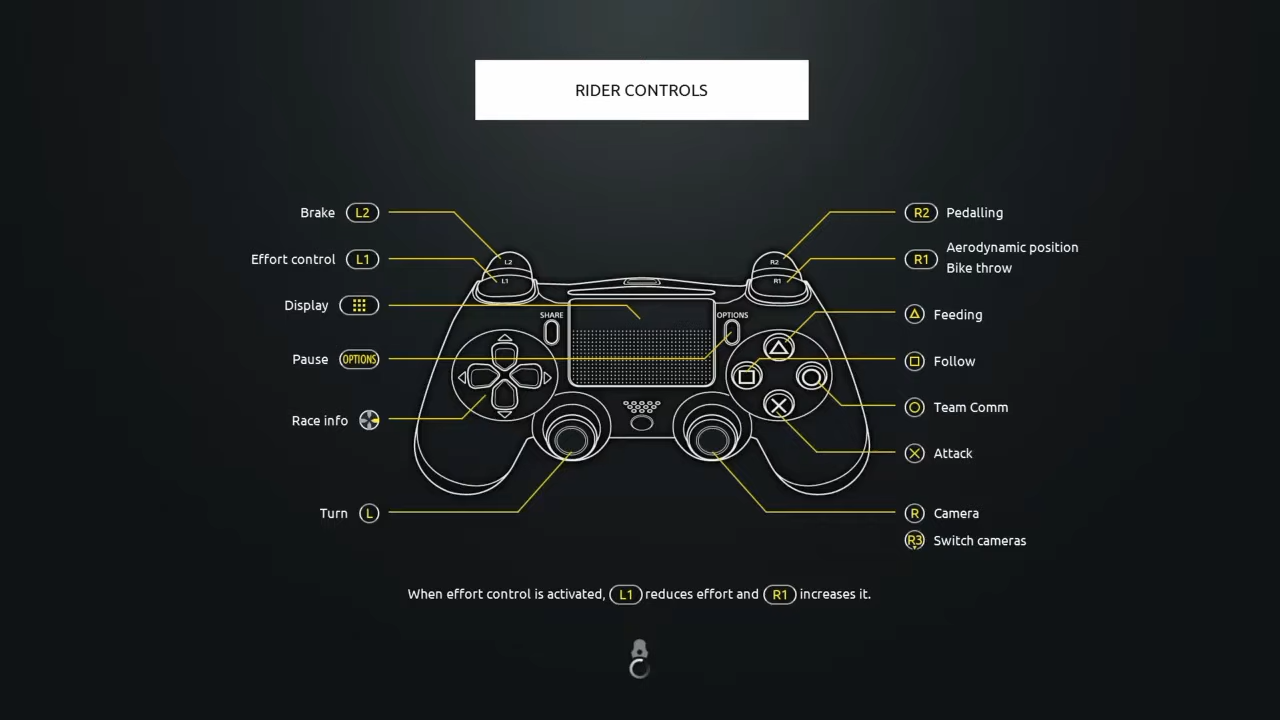 RIDER CONTROLS
Brake L2
R2 Pedalling
Effort control L1
R1 Aerodynamic position
Bike throw
L2
R2
L1
R1
Display
SHARE
OPTIONS
Feeding
Pause OPTIONS
Follow
Team Comm
Race info
Attack
Turn L
R Camera
R3 Switch cameras
When effort control is activated, L1 reduces effort and R1 increases it.